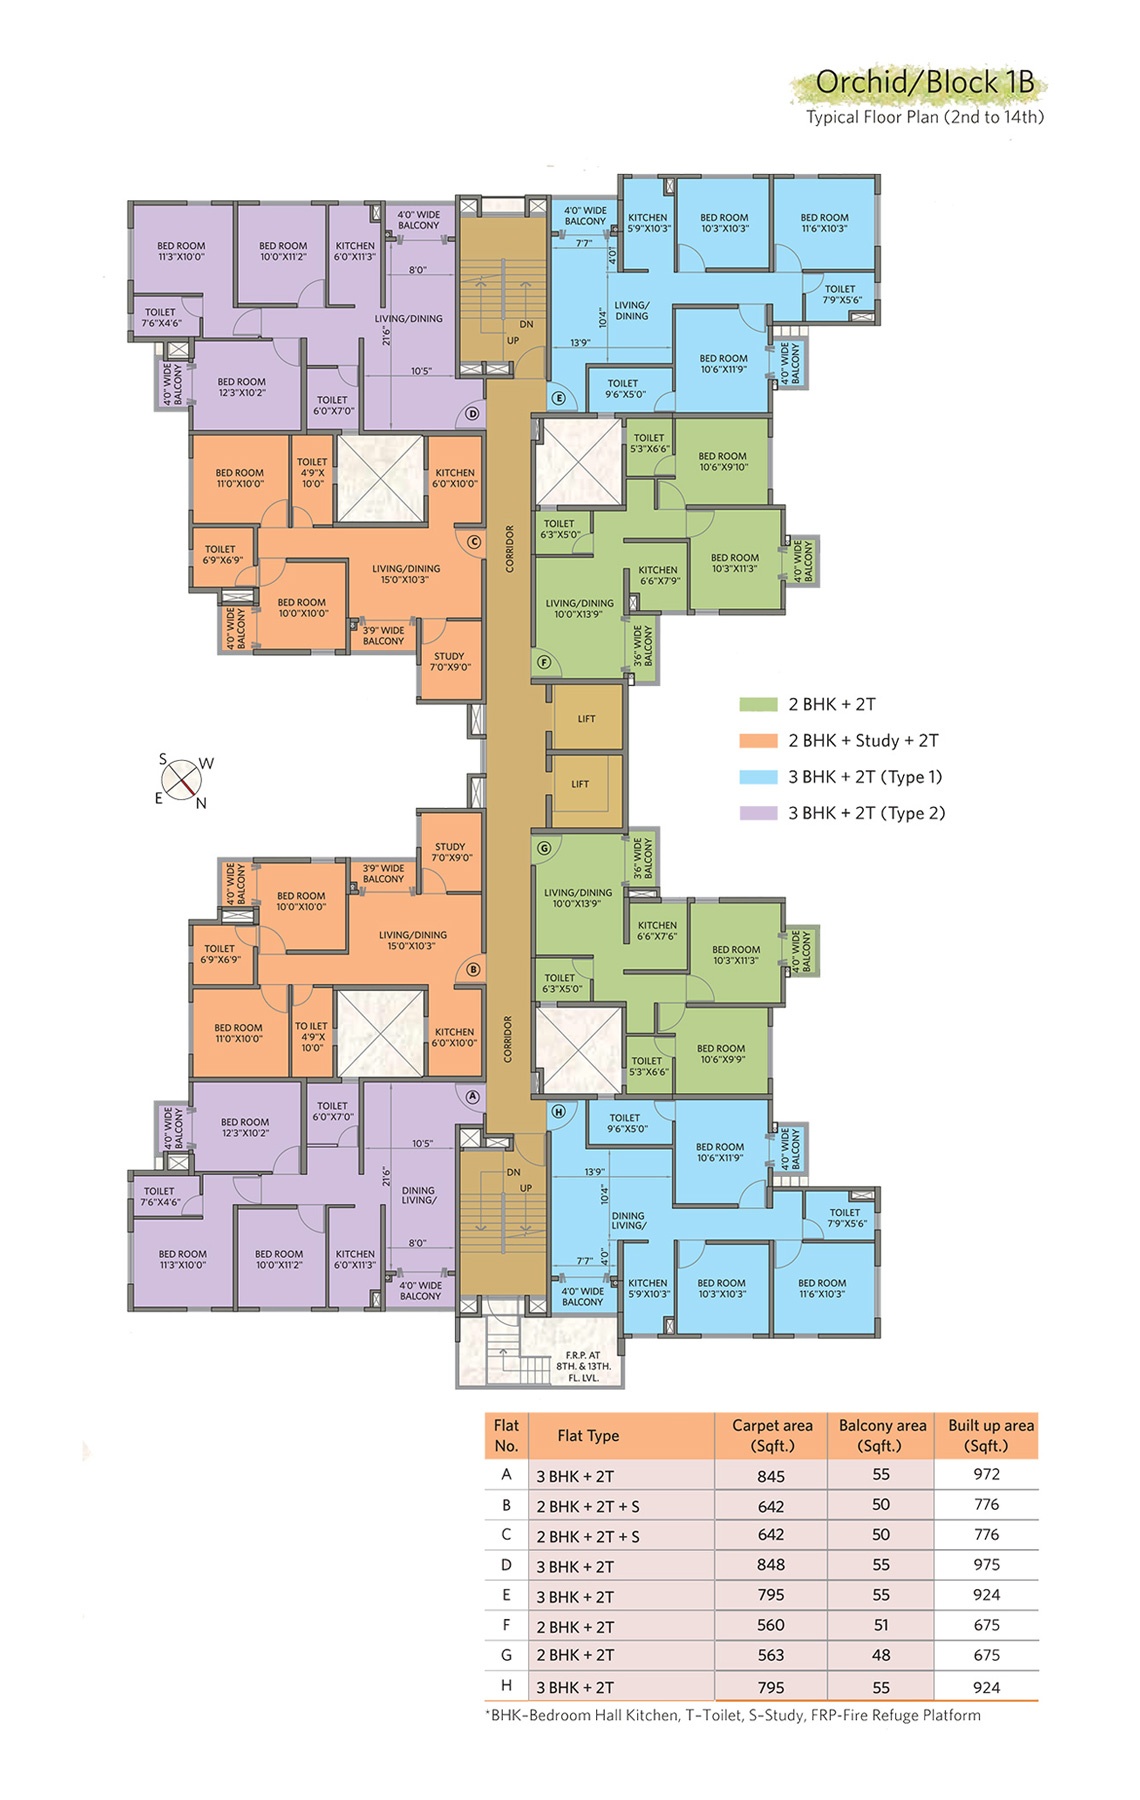 Orchid/Block 1B
Typical Floor Plan (2nd to 14th)
BED ROOM
11'3"X10'0"
BED ROOM
10'0"X11'2"
KITCHEN
6'0"X11'3"
4'0" WIDE
BALCONY
8'0"
LIVING/DINING
21'6"
10'5"
TOILET
7'6"X4'6"
4'0" WIDE
BALCONY
BED ROOM
12'3"X10'2"
TOILET
6'0"X7'0"
D
DN
UP
4'0" WIDE
BALCONY
7'7"
4'0"
KITCHEN
5'9"X10'3"
BED ROOM
10'3"X10'3"
BED ROOM
11'6"X10'3"
TOILET
7'9"X5'6"
LIVING/
DINING
10'4"
13'9"
BED ROOM
10'6"X11'9"
4'0" WIDE
BALCONY
TOILET
9'6"X5'0"
E
BED ROOM
11'0"X10'0"
TOILET
4'9"X
10'0"
KITCHEN
6'0"X10'0"
C
TOILET
6'9"X6'9"
LIVING/DINING
15'0"X10'3"
BED ROOM
10'0"X10'0"
4'0" WIDE
BALCONY
3'9" WIDE
BALCONY
STUDY
7'0"X9'0"
CORRIDOR
TOILET
5'3"X6'6"
BED ROOM
10'6"X9'10"
TOILET
6'3"X5'0"
KITCHEN
6'6"X7'9"
BED ROOM
10'3"X11'3"
4'0" WIDE
BALCONY
LIVING/DINING
10'0"X13'9"
3'6" WIDE
BALCONY
F
LIFT
LIFT
2 BHK + 2T
2 BHK + Study + 2T
3 BHK + 2T (Type 1)
3 BHK + 2T (Type 2)
S
W
E
N
STUDY
7'0"X9'0"
3'9" WIDE
BALCONY
4'0" WIDE
BALCONY
BED ROOM
10'0"X10'0"
LIVING/DINING
15'0"X10'3"
TOILET
6'9"X6'9"
B
BED ROOM
11'0"X10'0"
TO ILET
4'9"X
10'0"
KITCHEN
6'0"X10'0"
CORRIDOR
G
3'6" WIDE
BALCONY
LIVING/DINING
10'0"X13'9"
KITCHEN
6'6"X7'6"
BED ROOM
10'3"X11'3"
4'0" WIDE
BALCONY
TOILET
6'3"X5'0"
TOILET
5'3"X6'6"
BED ROOM
10'6"X9'9"
4'0" WIDE
BALCONY
BED ROOM
12'3"X10'2"
TOILET
6'0"X7'0"
A
10'5"
21'6"
DINING
LIVING/
8'0"
TOILET
7'6"X4'6"
BED ROOM
11'3"X10'0"
BED ROOM
10'0"X11'2"
KITCHEN
6'0"X11'3"
4'0" WIDE
BALCONY
DN
UP
H
TOILET
9'6"X5'0"
BED ROOM
10'6"X11'9"
4'0" WIDE
BALCONY
13'9"
10'4"
DINING
LIVING/
TOILET
7'9"X5'6"
7'7"
4'0"
4'0" WIDE
BALCONY
KITCHEN
5'9'X10'3"
BED ROOM
10'3"X10'3"
BED ROOM
11'6"X10'3"
F.R.P. AT
8TH. & 13TH.
FL. LVL.
Flat No. Flat Type Carpet area (Sqft.) Balcony area (Sqft.) Built up area (Sqft.)
A 3 BHK + 2T 845 55 972
B 2 BHK + 2T + S 642 50 776
C 2 BHK + 2T + S 642 50 776
D 3 BHK + 2T 848 55 975
E 3 BHK + 2T 795 55 924
F 2 BHK + 2T 560 51 675
G 2 BHK + 2T 563 48 675
H 3 BHK + 2T 795 55 924
*BHK–Bedroom Hall Kitchen, T–Toilet, S–Study, FRP-Fire Refuge Platform